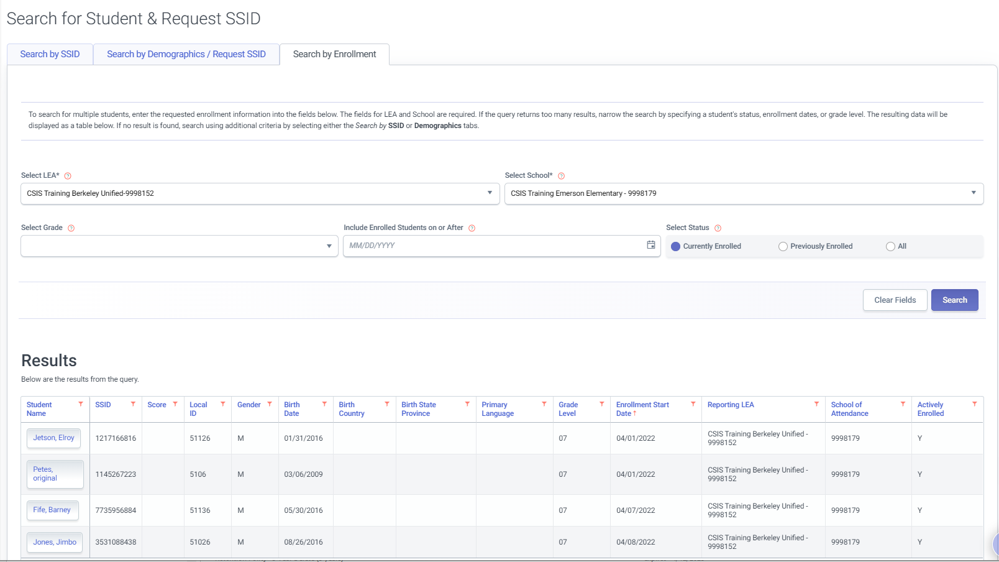 Search for Student & Request SSID
Search by SSID
Search by Demographics / Request SSID
Search by Enrollment
To search for multiple students, enter the requested enrollment information into the fields below. The fields for LEA and School are required. If the query returns too many results, narrow the search by specifying a student's status, enrollment dates, or grade level. The resulting data will be
displayed as a table below. If no result is found, search using additional criteria by selecting either the Search by SSID or Demographics tabs.
Select LEA*
Select School*
CSIS Training Berkeley Unified-9998152
CSIS Training Emerson Elementary - 9998179
Select Grade
Include Enrolled Students on or After
Select Status
MM/DD/YYYY
Currently Enrolled
Previously Enrolled
All
Clear Fields
Search
Results
Below are the results from the query.
Student Name SSID Score Local ID Gender Birth Date Birth Country Birth State Province Primary Language Grade Level Enrollment Start Date↑ Reporting LEA School of Attendance Actively Enrolled
Jetson, Elroy 1217166816 51126 M 01/31/2016 07 04/01/2022 CSIS Training Berkeley Unified - 9998152 9998179 Y
Petes, original 1145267223 5106 M 03/06/2009 07 04/01/2022 CSIS Training Berkeley Unified - 9998152 9998179 Y
Fife, Barney 7735956884 51136 M 05/30/2016 07 04/07/2022 CSIS Training Berkeley Unified - 9998152 9998179 Y
Jones, Jimbo 3531088438 51026 M 08/26/2016 07 04/08/2022 CSIS Training Berkeley Unified - 9998152 9998179 Y